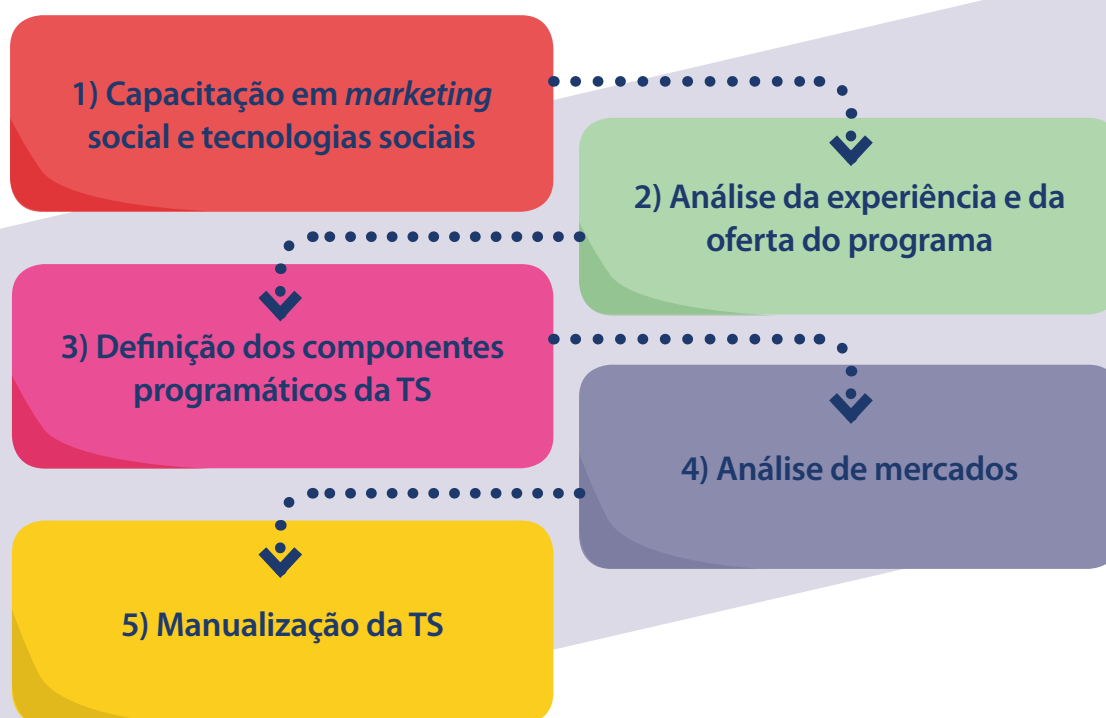 1) Capacitação em marketing
social e tecnologias sociais
2) Análise da experiência e da
oferta do programa
3) Definição dos componentes
programáticos da TS
4) Análise de mercados
5) Manualização da TS